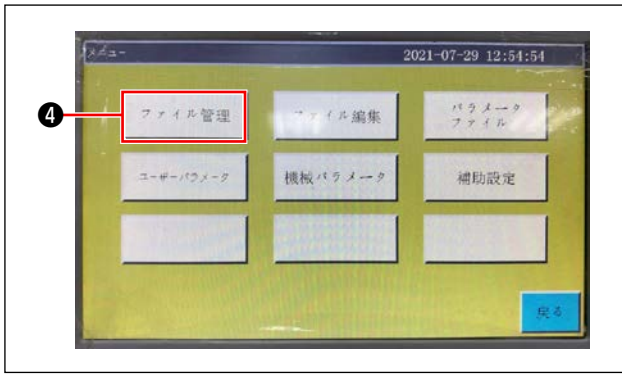 メニュー
2021-07-29 12:54:54
❹
ファイル管理
ファイル編集
パラメータ
ファイル
ユーザーパラメータ
機械パラメータ
補助設定
戻る